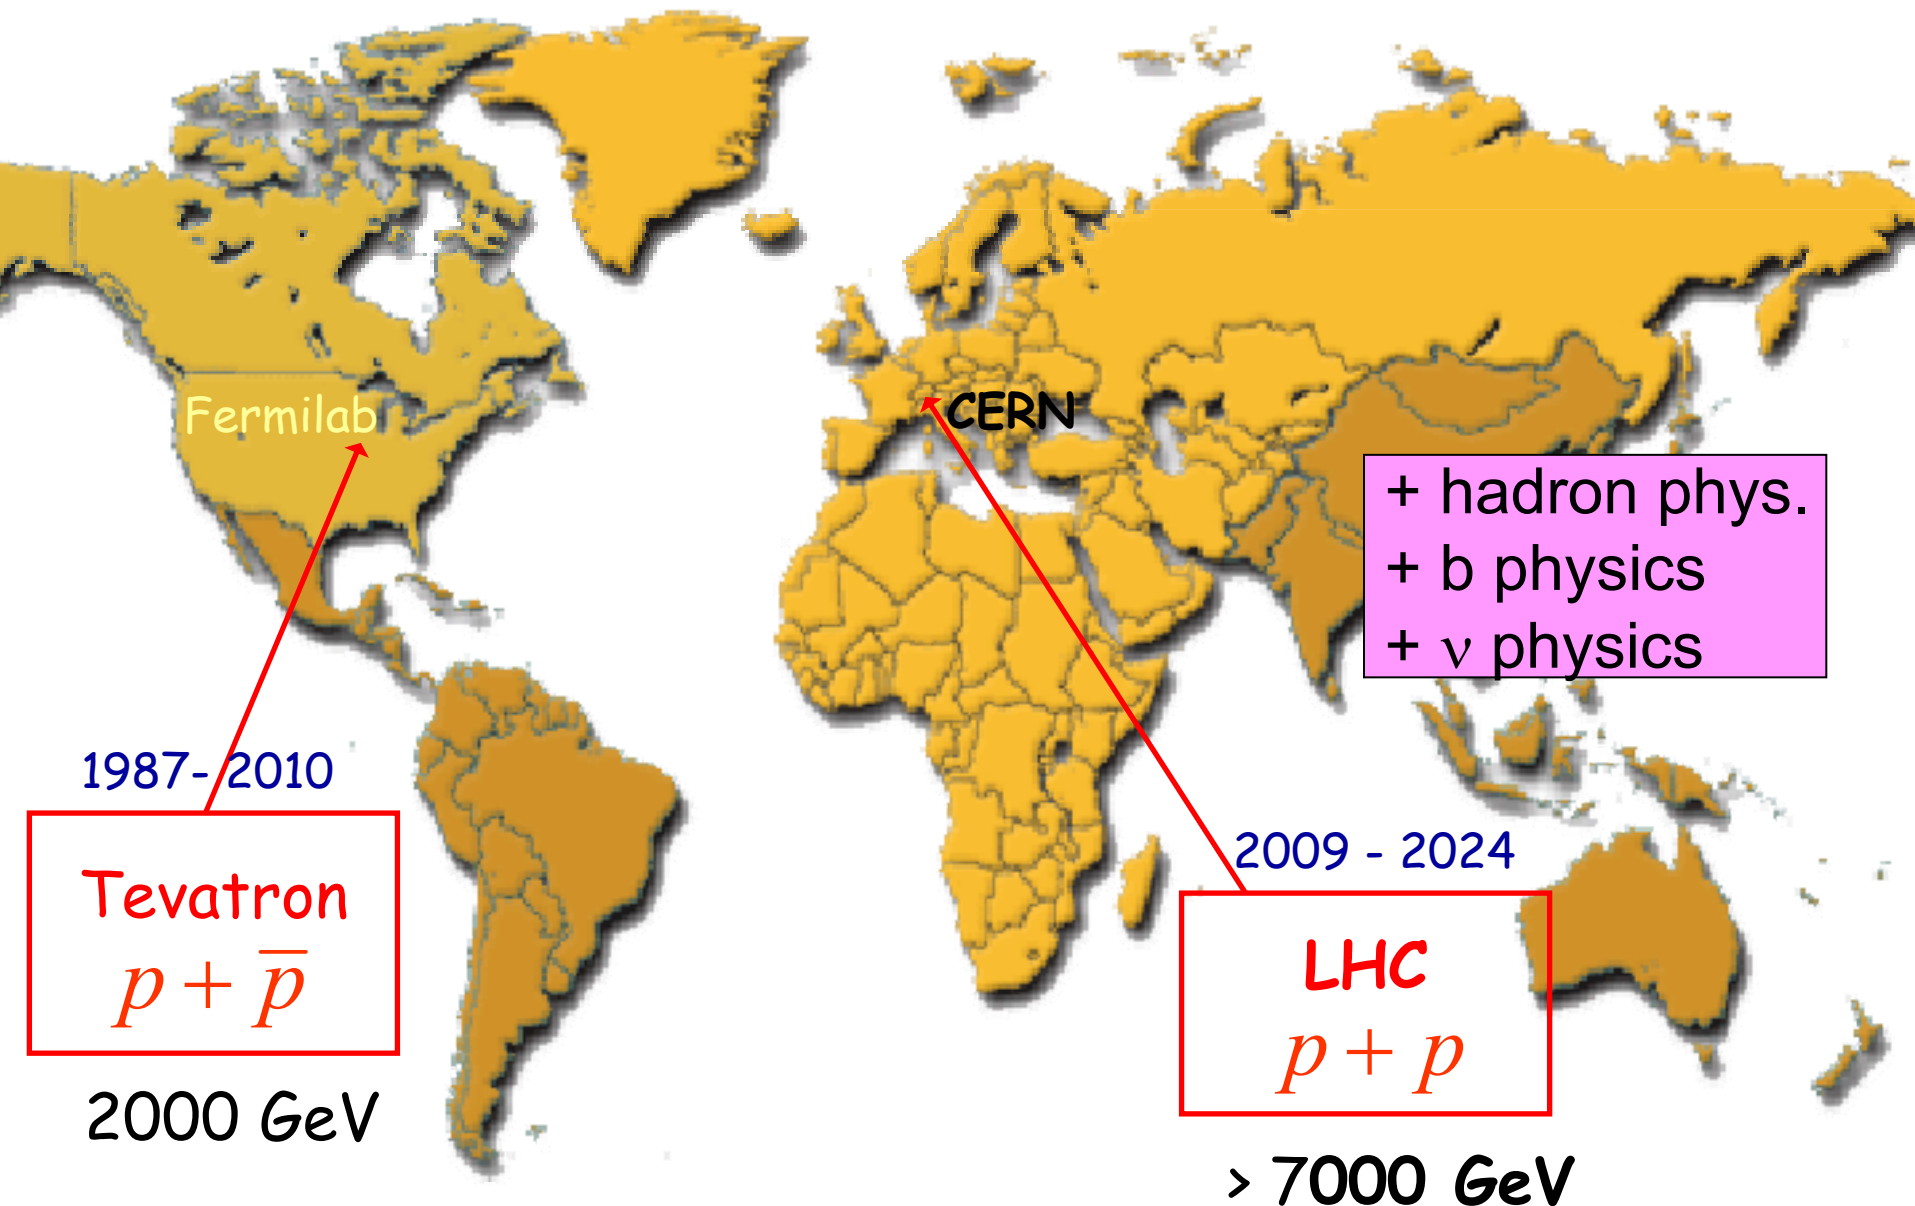 Fermilab
CERN
+ hadron phys.
+ b physics
+ ν physics
1987- 2010
Tevatron
p + p̅
2000 GeV
2009 - 2024
LHC
p + p
> 7000 GeV